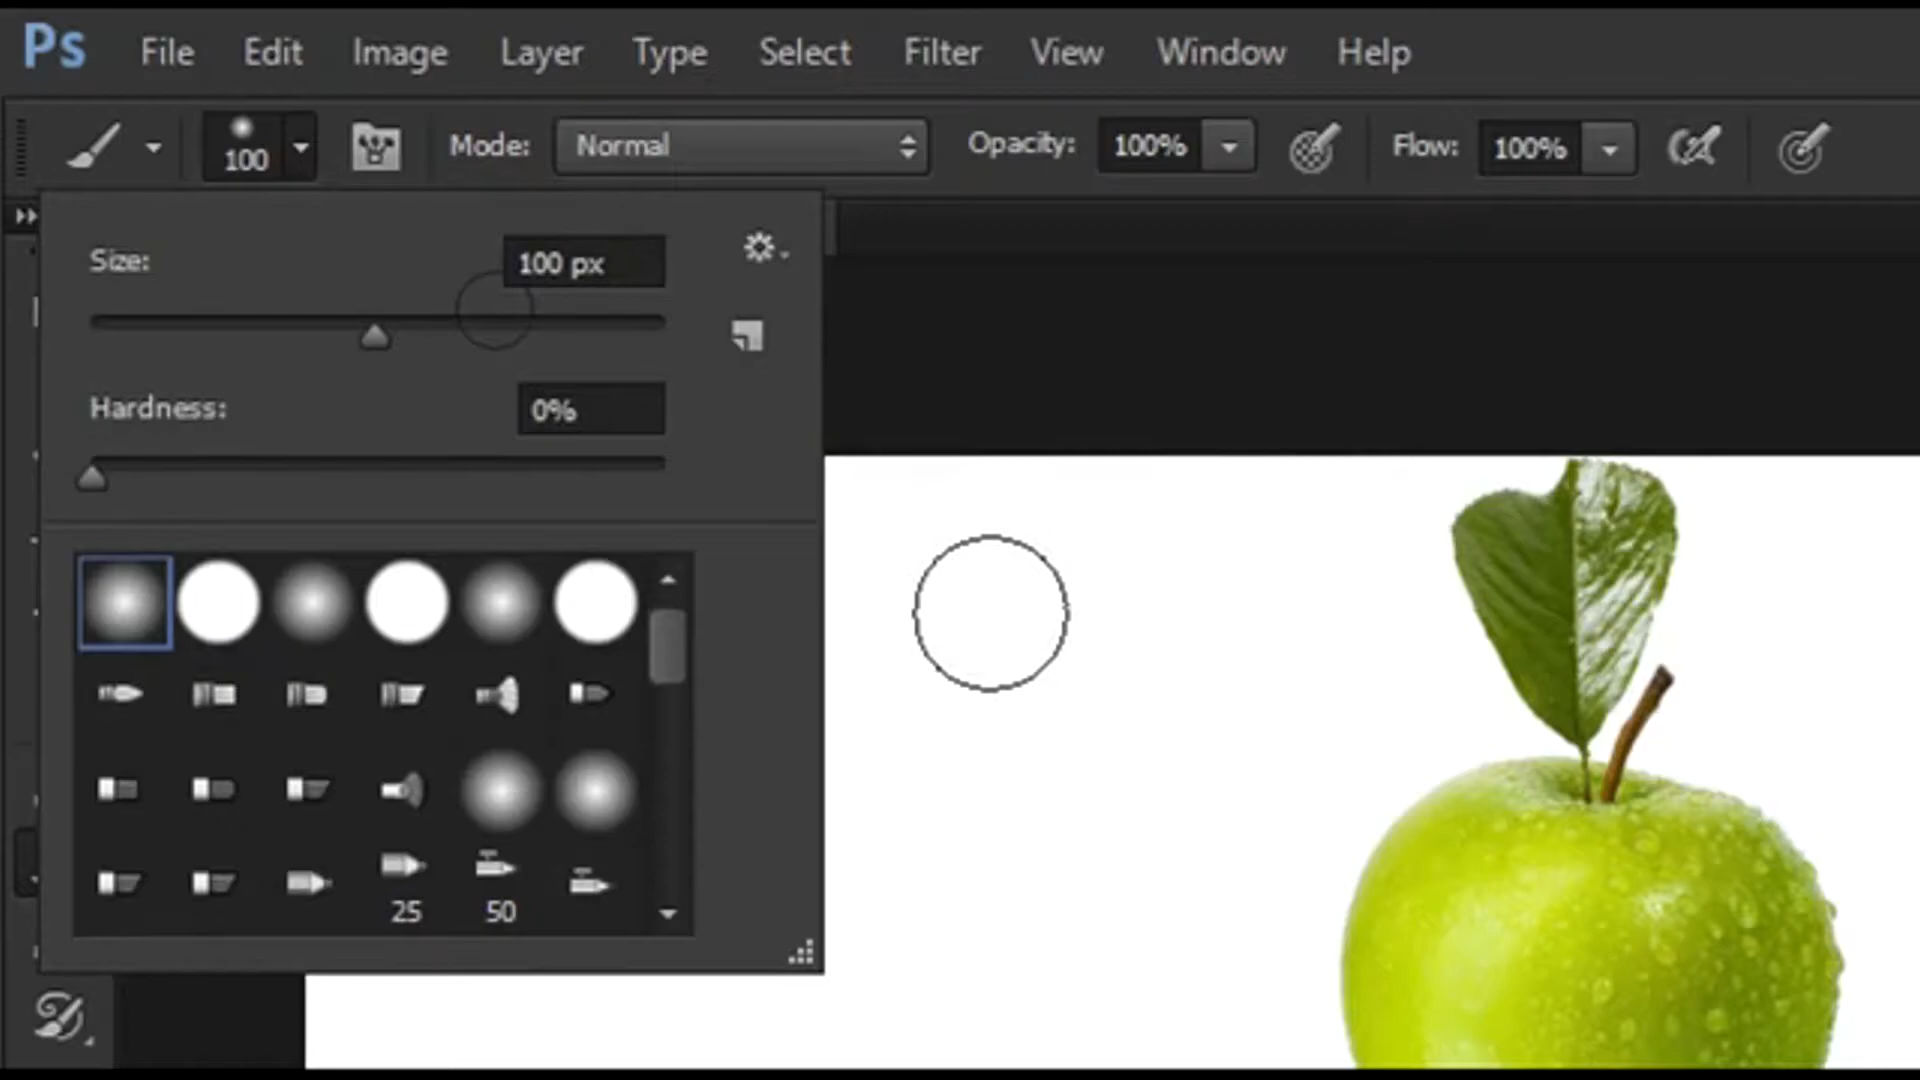 Ps File Edit Image Layer Type Select Filter View Window Help
100 Mode: Normal Opacity: 100% Flow: 100%
Size: 100 px
Hardness: 0%
25 50